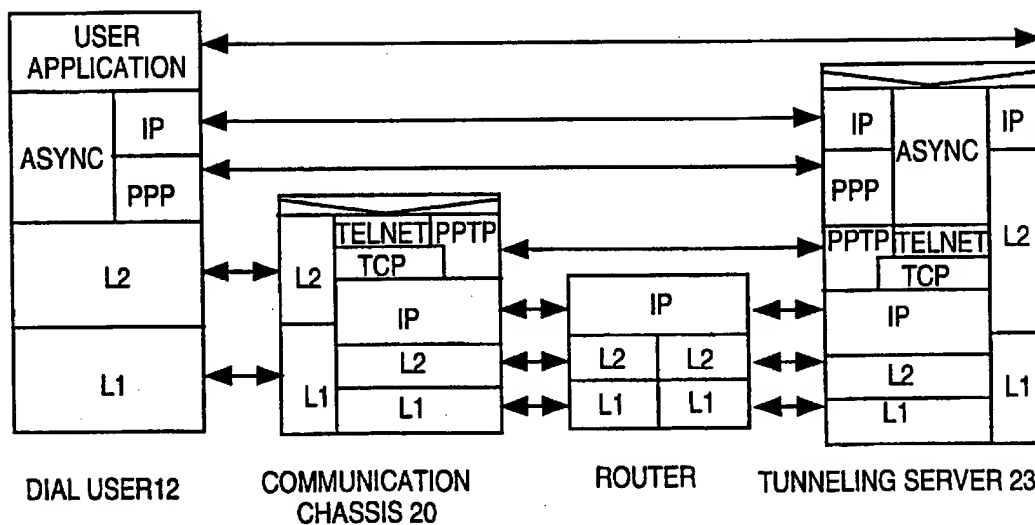 USER
APPLICATION
ASYNC
IP
PPP
L2
L1
L2
L1
TELNET
PPTP
TCP
IP
L2
L1
IP
L2
L2
L1
L1
IP
ASYNC
IP
PPP
PPTP
TELNET
TCP
L2
IP
L2
L1
L1
DIAL USER12
COMMUNICATION
CHASSIS 20
ROUTER
TUNNELING SERVER 23